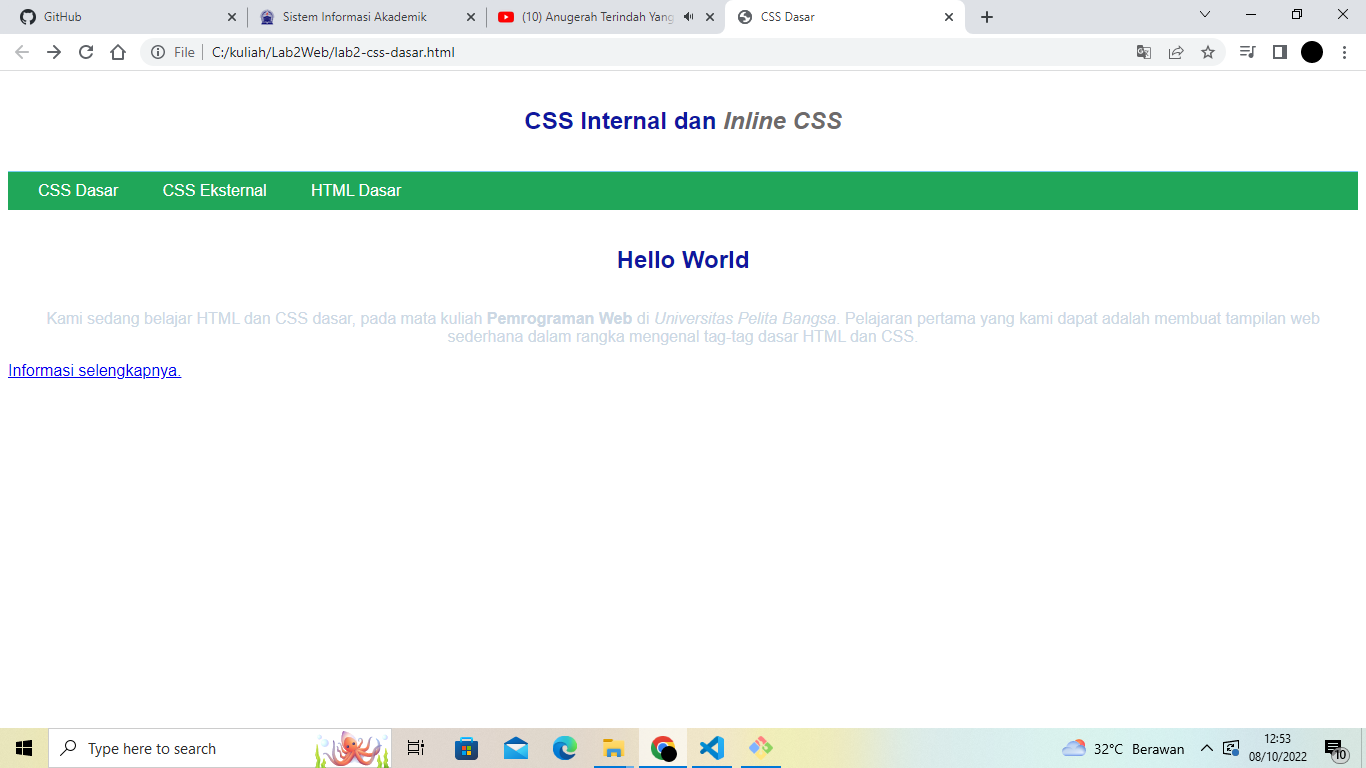 GitHub
Sistem Informasi Akademik
(10) Anugerah Terindah Yang
CSS Dasar
File
C:/kuliah/Lab2Web/lab2-css-dasar.html
CSS Internal dan Inline CSS
CSS Dasar
CSS Eksternal
HTML Dasar
Hello World
Kami sedang belajar HTML dan CSS dasar, pada mata kuliah Pemrograman Web di Universitas Pelita Bangsa. Pelajaran pertama yang kami dapat adalah membuat tampilan web
sederhana dalam rangka mengenal tag-tag dasar HTML dan CSS.
Informasi selengkapnya.
Type here to search
32°C Berawan
12:53
08/10/2022
10